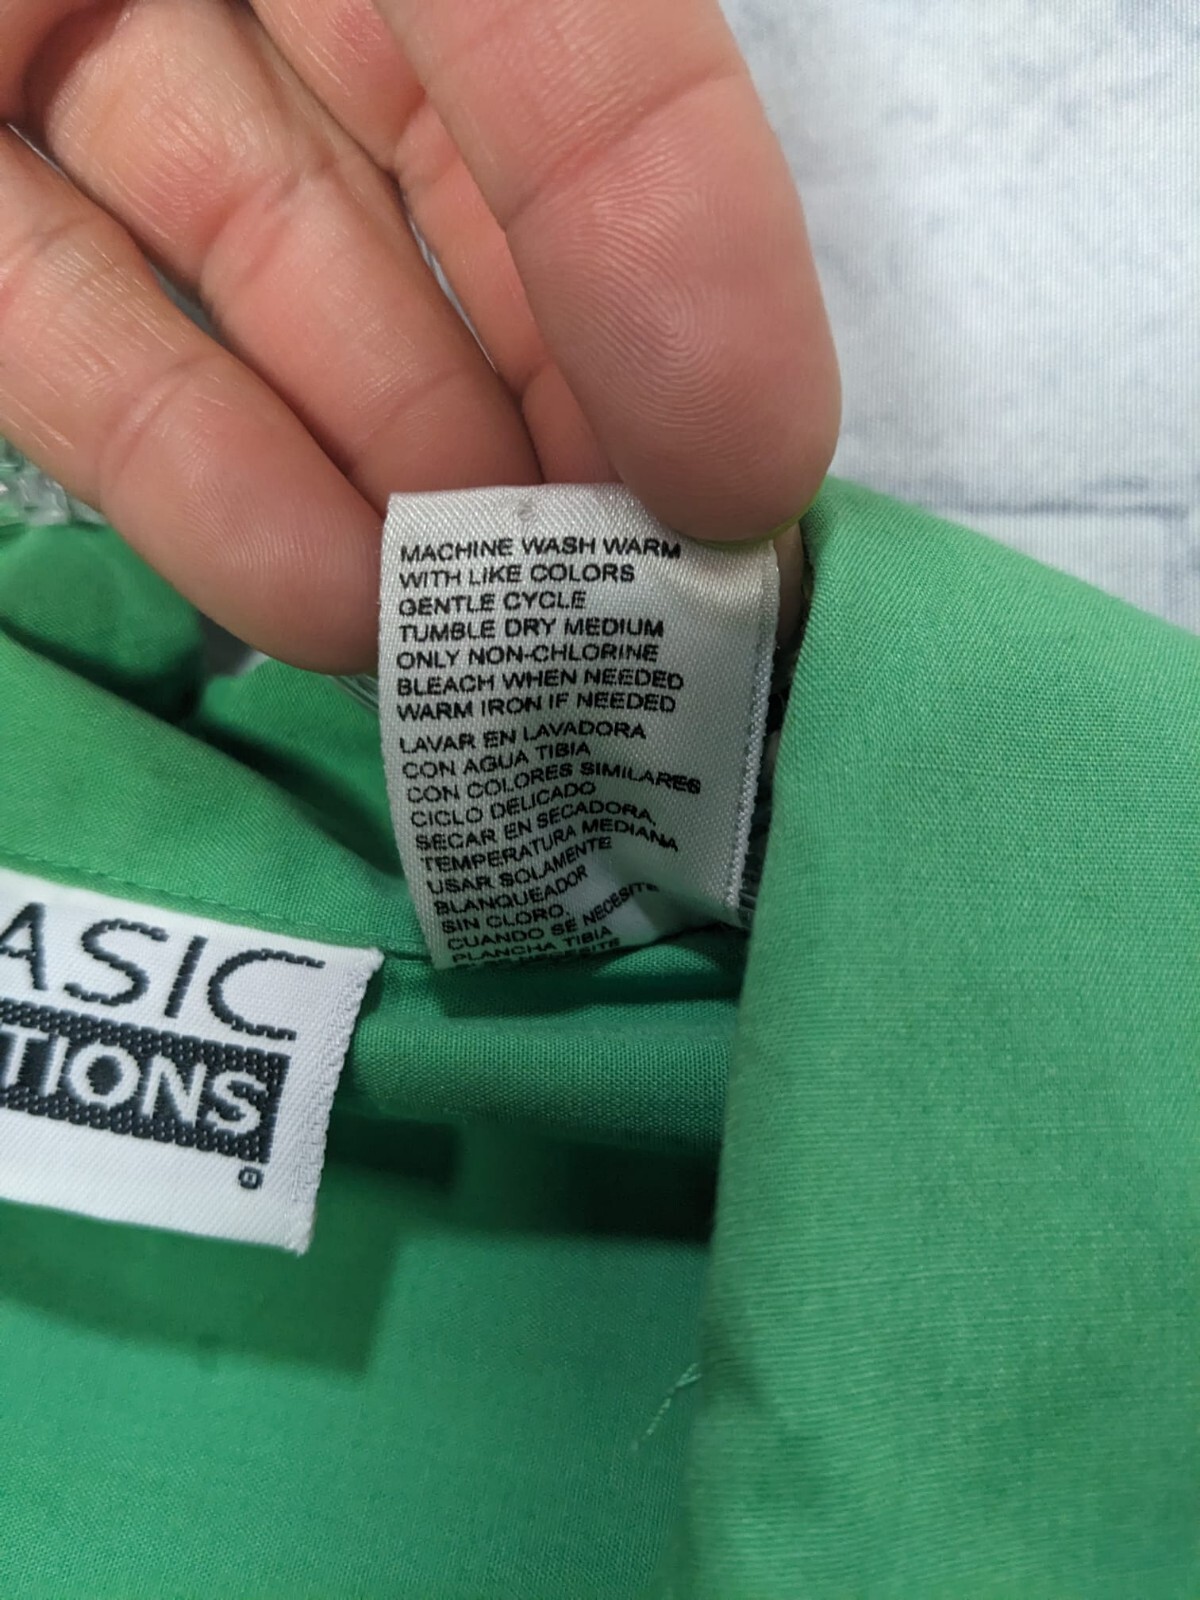 MACHINE WASH WARM
WITH LIKE COLORS
GENTLE CYCLE
TUMBLE DRY MEDIUM
ONLY NON-CHLORINE
BLEACH WHEN NEEDED
WARM IRON IF NEEDED
LAVAR EN LAVADORA
CON AGUA TIBIA
CON COLORES SIMILARES
CICLO DELICADO
SECAR EN SECADORA,
TEMPERATURA MEDIANA
USAR SOLAMENTE
BLANQUEADOR
SIN CLORO,
CUANDO SE NECESITE
PLANCHA TIBIA
NECESITE
ASIC
TIONS
®